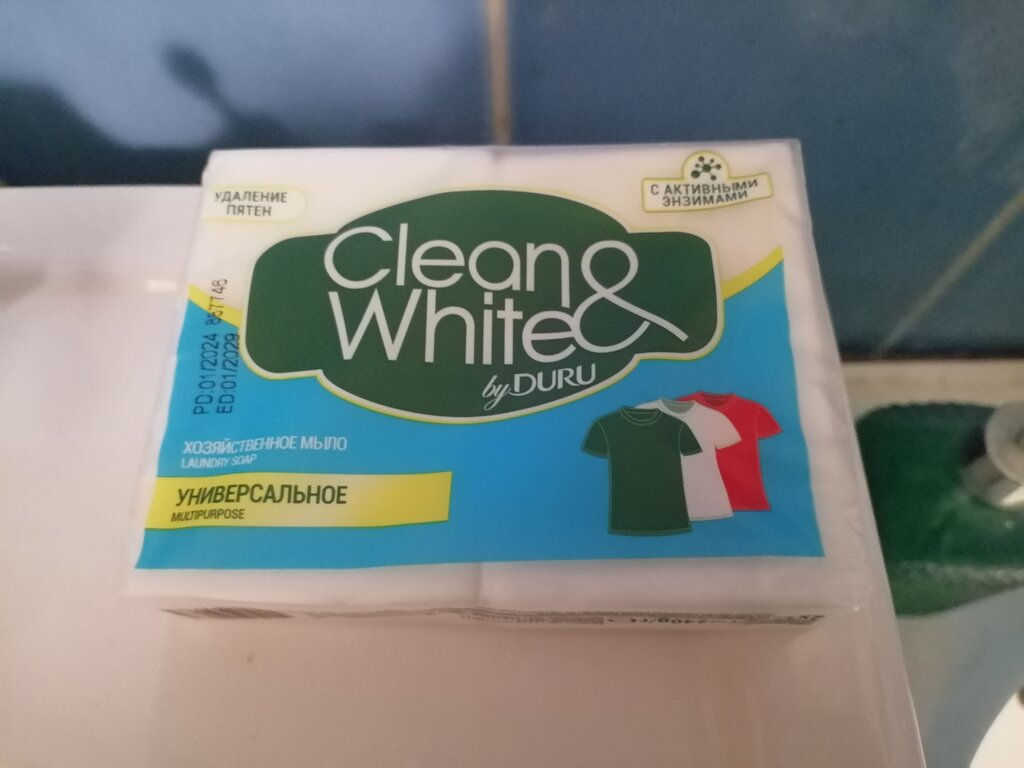 УДАЛЕНИЕ
ПЯТЕН
С АКТИВНЫМИ
ЭНЗИМАМИ
Clean &
White
by DURU
PD:01/2024 867746
ED:01/2029
ХОЗЯЙСТВЕННОЕ МЫЛО
LAUNDRY SOAP
УНИВЕРСАЛЬНОЕ
MULTIPURPOSE